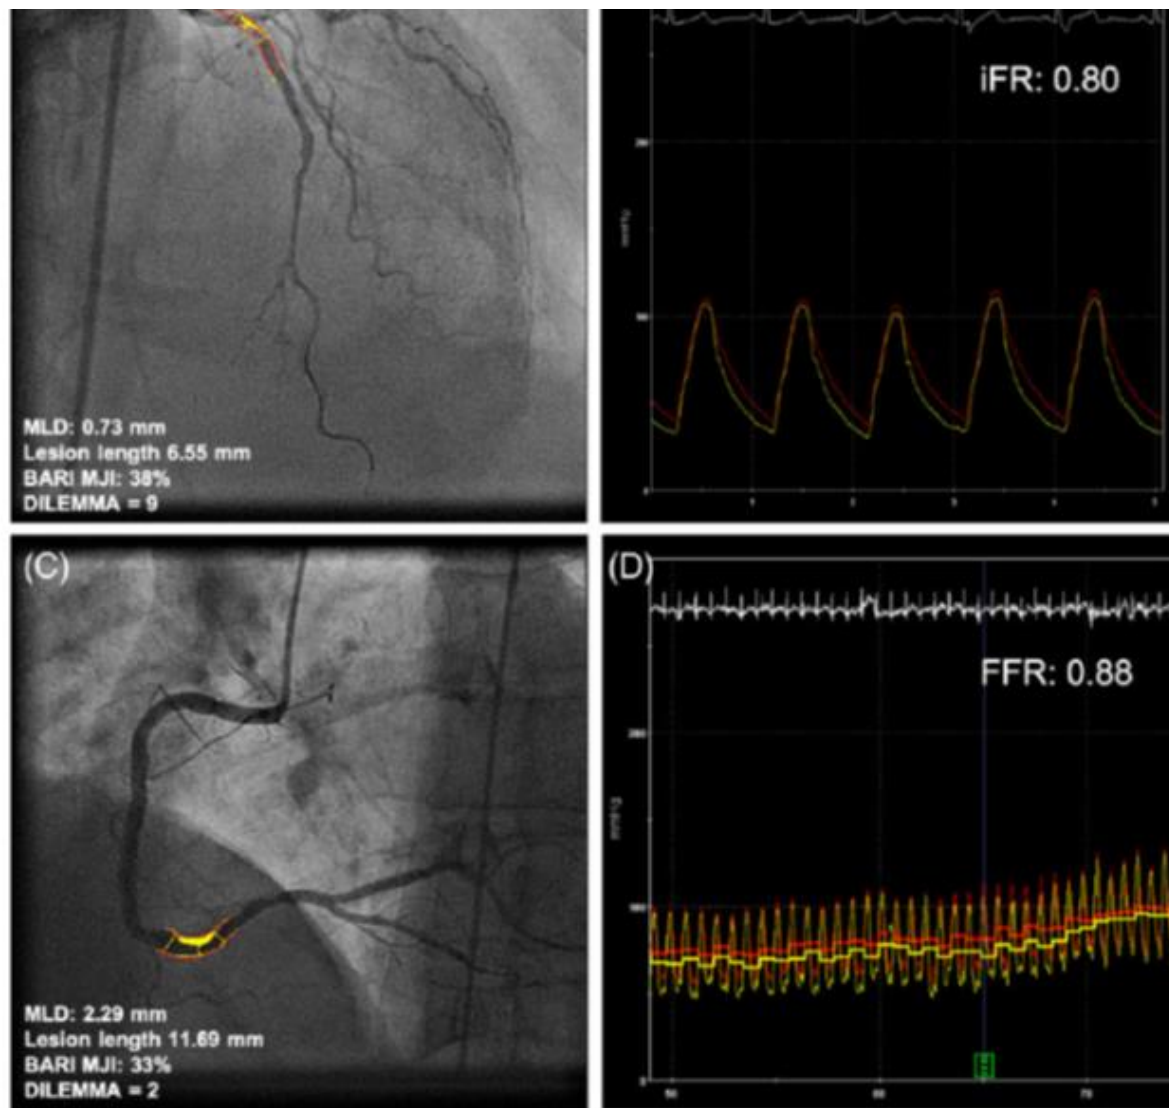 iFR: 0.80
MLD: 0.73 mm
Lesion length 6.55 mm
BARI MJI: 38%
DILEMMA = 9
(C)
MLD: 2.29 mm
Lesion length 11.69 mm
BARI MJI: 33%
DILEMMA = 2
(D)
FFR: 0.88